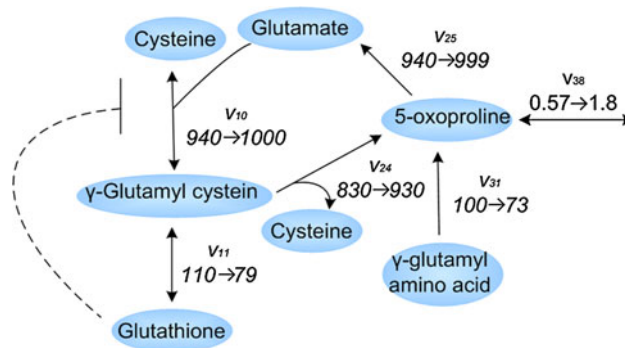 Cysteine
Glutamate
V25
940→999
V38
0.57→1.8
V10
940→1000
5-oxoproline
γ-Glutamyl cystein
V24
830→930
V31
100→73
Cysteine
V11
110→79
γ-glutamyl
amino acid
Glutathione